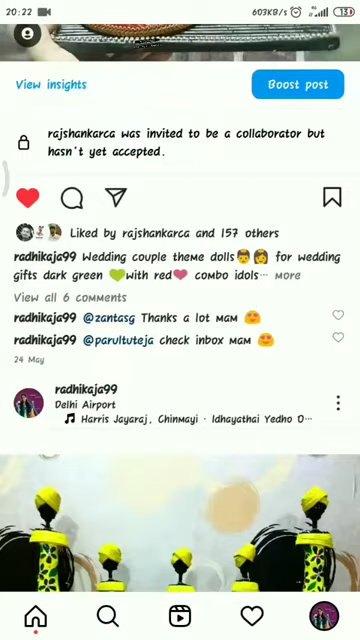 20:22
603KB/s
4G
13
View insights
Boost post
rajshankarca was invited to be a collaborator but
hasn't yet accepted.
Liked by rajshankarca and 157 others
radhikaja99 Wedding couple theme dolls👨👩 for wedding
gifts dark green 💚with red💗 combo idols... more
View all 6 comments
radhikaja99 @zantasg Thanks a lot mam 😍
radhikaja99 @parultuteja check inbox mam 😍
24 May
radhikaja99
Delhi Airport
Harris Jayaraj, Chinmayi · Idhayathai Yedho O...